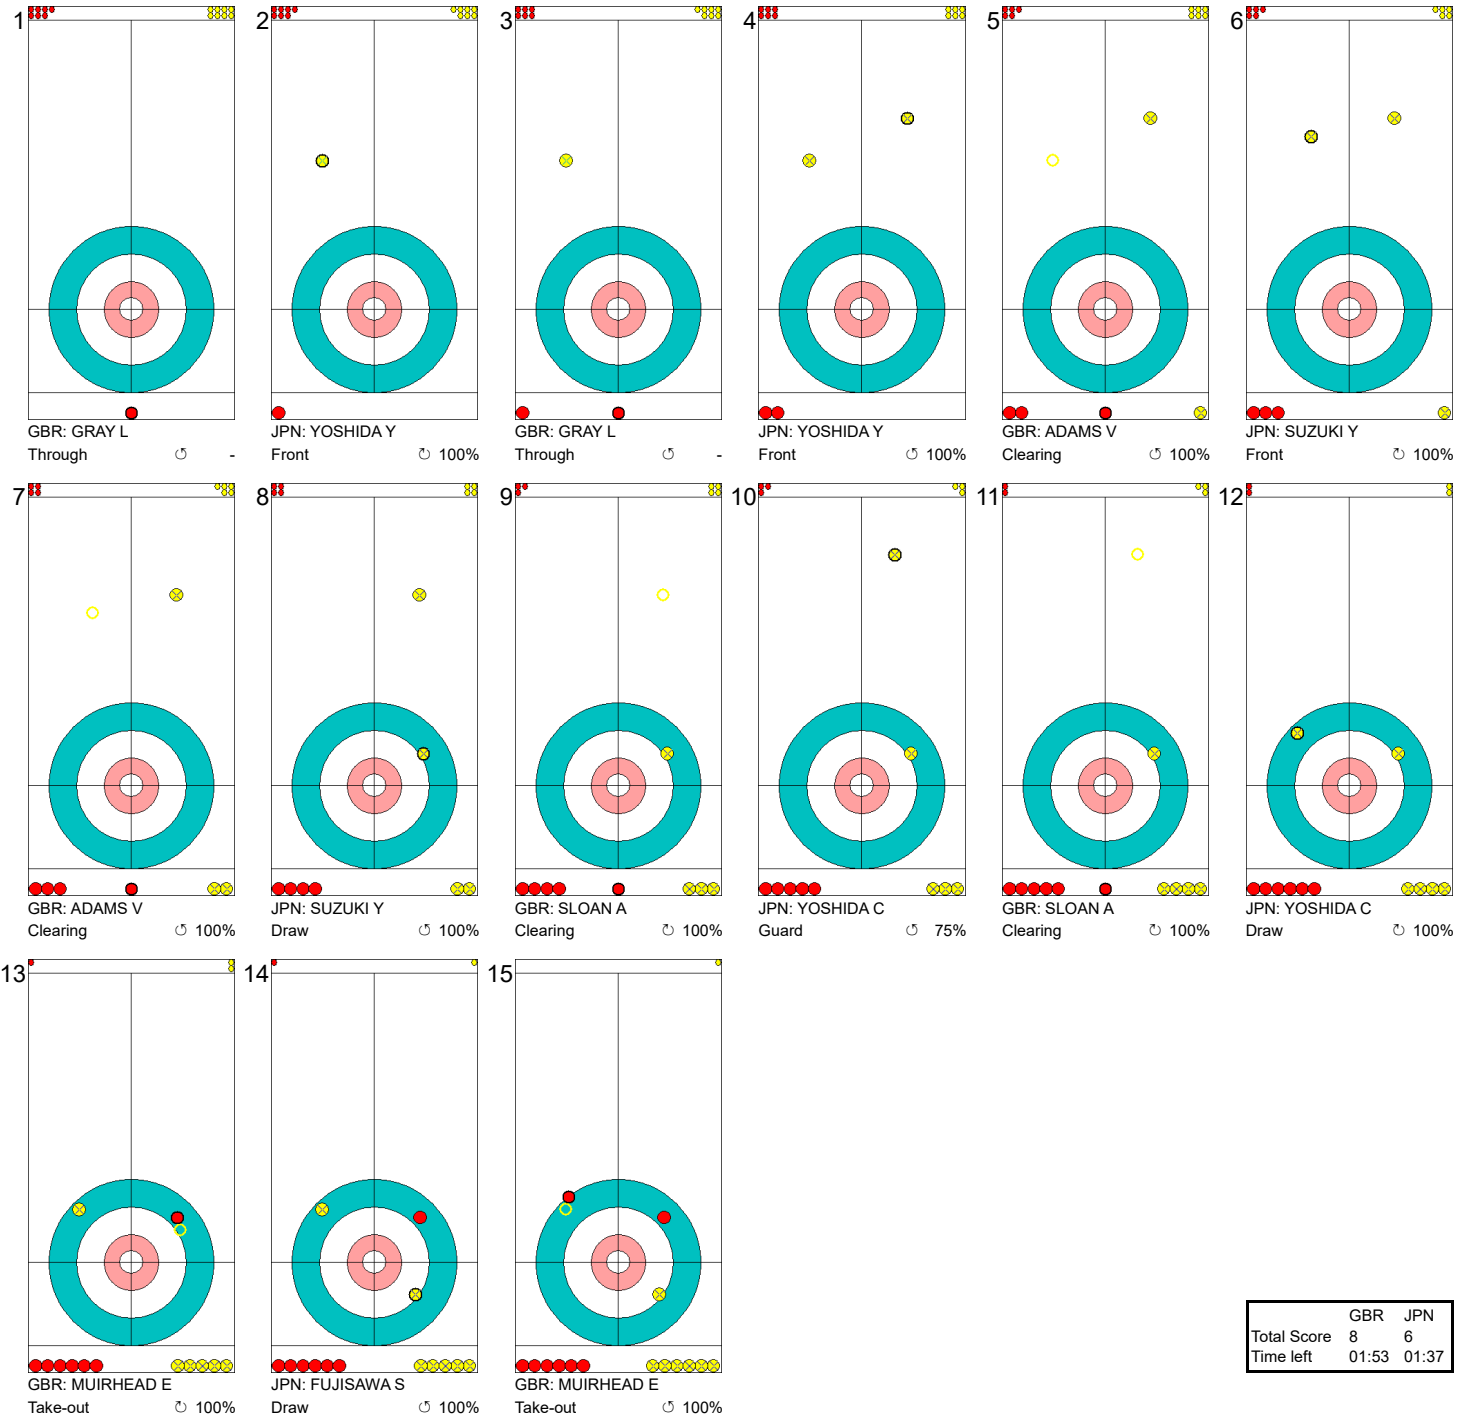 1
2
3
4
5
6
GBR: GRAY L
Through ↺ -
JPN: YOSHIDA Y
Front ↻ 100%
GBR: GRAY L
Through ↺ -
JPN: YOSHIDA Y
Front ↺ 100%
GBR: ADAMS V
Clearing ↺ 100%
JPN: SUZUKI Y
Front ↻ 100%
7
8
9
10
11
12
GBR: ADAMS V
Clearing ↺ 100%
JPN: SUZUKI Y
Draw ↺ 100%
GBR: SLOAN A
Clearing ↻ 100%
JPN: YOSHIDA C
Guard ↺ 75%
GBR: SLOAN A
Clearing ↺ 100%
JPN: YOSHIDA C
Draw ↻ 100%
13
14
15
GBR: MUIRHEAD E
Take-out ↻ 100%
JPN: FUJISAWA S
Draw ↺ 100%
GBR: MUIRHEAD E
Take-out ↺ 100%
GBR JPN
Total Score 8 6
Time left 01:53 01:37